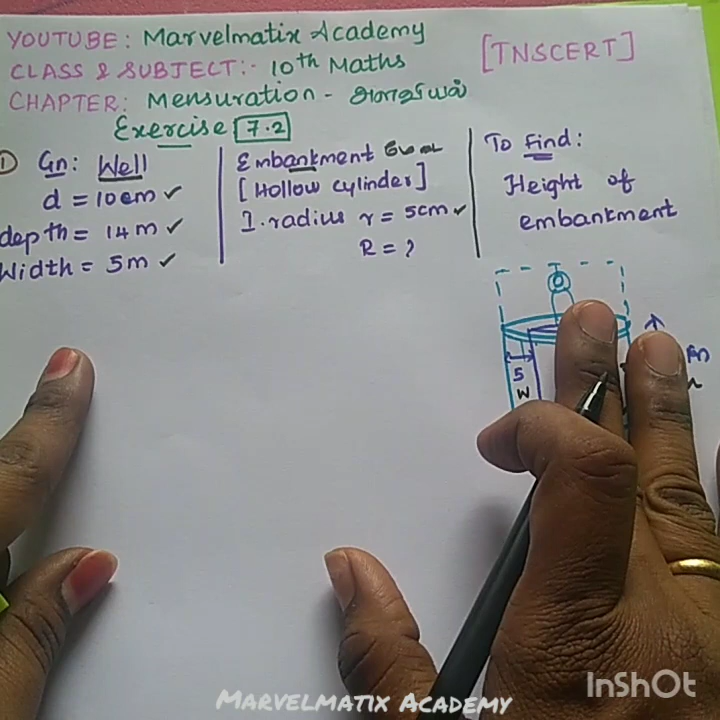 YOUTUBE: Marvelmatix Academy
CLASS & SUBJECT:- 10th Maths
[TNSCERT]
CHAPTER: Mensuration - அளவியல்
Exercise 7.2
① Gn: Well
d = 10cm ✓
depth = 14m ✓
Width = 5m ✓
Embankment
[Hollow cylinder]
I. radius r = 5cm ✓
R = ?
To Find:
Height of
embankment
5
W
MARVELMATIX ACADEMY
InShOt